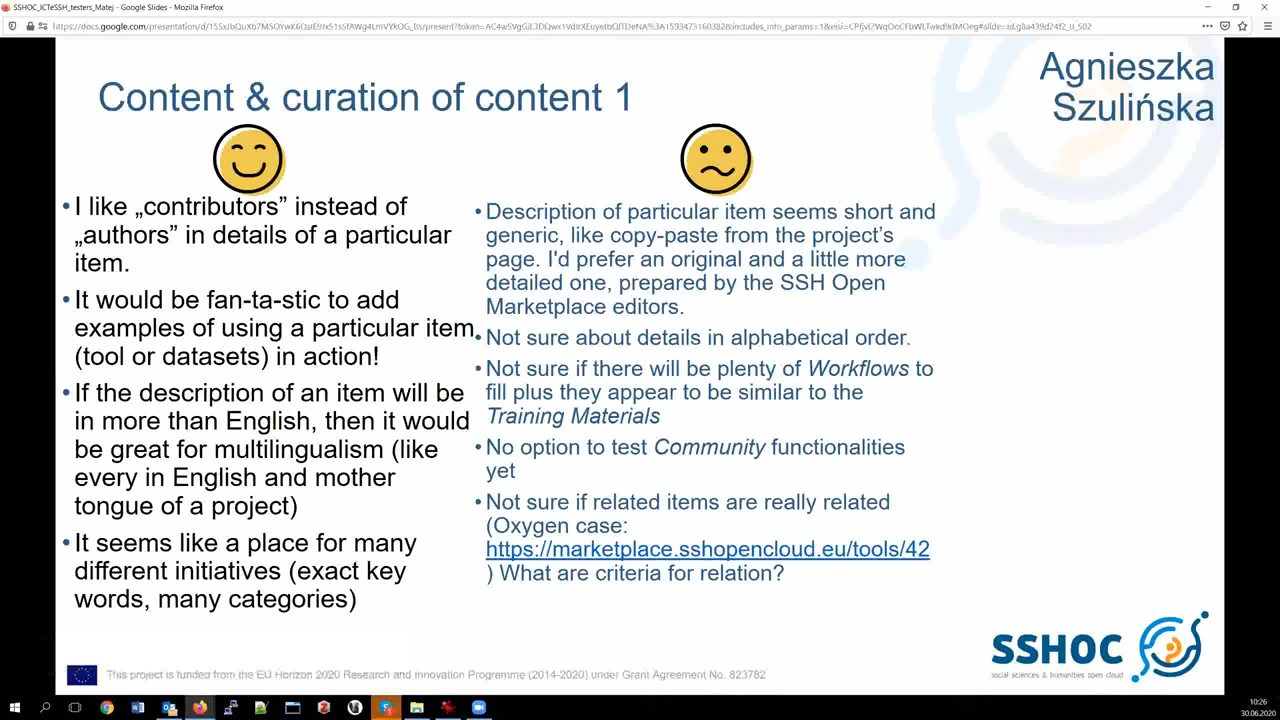 SSHOC_ICTeSSH_testers_Matej - Google Slides - Mozilla Firefox
Agnieszka
Szulińska
Content & curation of content 1
•I like „contributors” instead of
„authors” in details of a particular
item.
•It would be fan-ta-stic to add
examples of using a particular item
(tool or datasets) in action!
•If the description of an item will be
in more than English, then it would
be great for multilingualism (like
every in English and mother
tongue of a project)
•It seems like a place for many
different initiatives (exact key
words, many categories)
•Description of particular item seems short and
generic, like copy-paste from the project’s
page. I'd prefer an original and a little more
detailed one, prepared by the SSH Open
Marketplace editors.
•Not sure about details in alphabetical order.
•Not sure if there will be plenty of Workflows to
fill plus they appear to be similar to the
Training Materials
•No option to test Community functionalities
yet
•Not sure if related items are really related
(Oxygen case:
https://marketplace.sshopencloud.eu/tools/42
) What are criteria for relation?
SSHOC
social sciences & humanities open cloud
This project is funded from the EU Horizon 2020 Research and Innovation Programme (2014-2020) under Grant Agreement No. 823782
10:26
30.06.2020